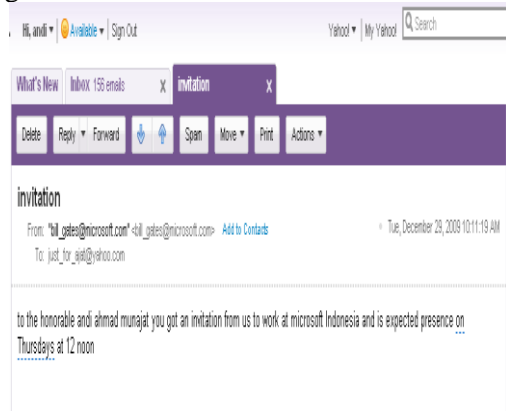 Hi, andi Available Sign Out Yahoo! My Yahoo! Search
What's New Inbox 156 emails X invitation X
Delete Reply Forward Spam Move Print Actions
invitation
From: "bill_gates@microsoft.com" <bill_gates@microsoft.com> Add to Contacts Tue, December 29, 2009 10:11:19 AM
To: just_for_ajat@yahoo.com
to the honorable andi ahmad munajat you got an invitation from us to work at microsoft Indonesia and is expected presence on
Thursdays at 12 noon